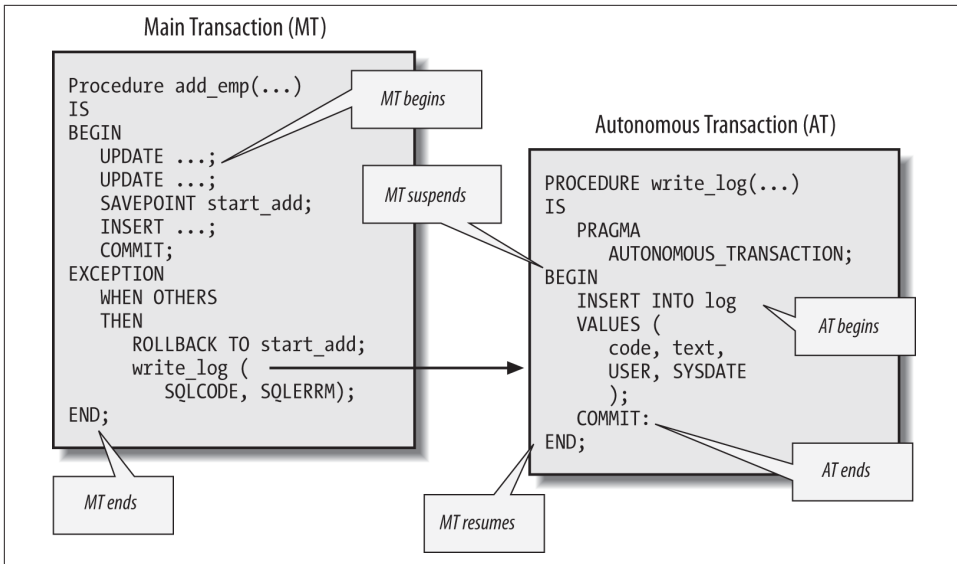 Main Transaction (MT)
Procedure add_emp(...)
IS
BEGIN
UPDATE ...;
UPDATE ...;
SAVEPOINT start_add;
INSERT ...;
COMMIT;
EXCEPTION
WHEN OTHERS
THEN
ROLLBACK TO start_add;
write_log (
SQLCODE, SQLERRM);
END;
MT begins
MT suspends
MT ends
Autonomous Transaction (AT)
PROCEDURE write_log(...)
IS
PRAGMA
AUTONOMOUS_TRANSACTION;
BEGIN
INSERT INTO log
VALUES (
code, text,
USER, SYSDATE
);
COMMIT:
END;
AT begins
AT ends
MT resumes